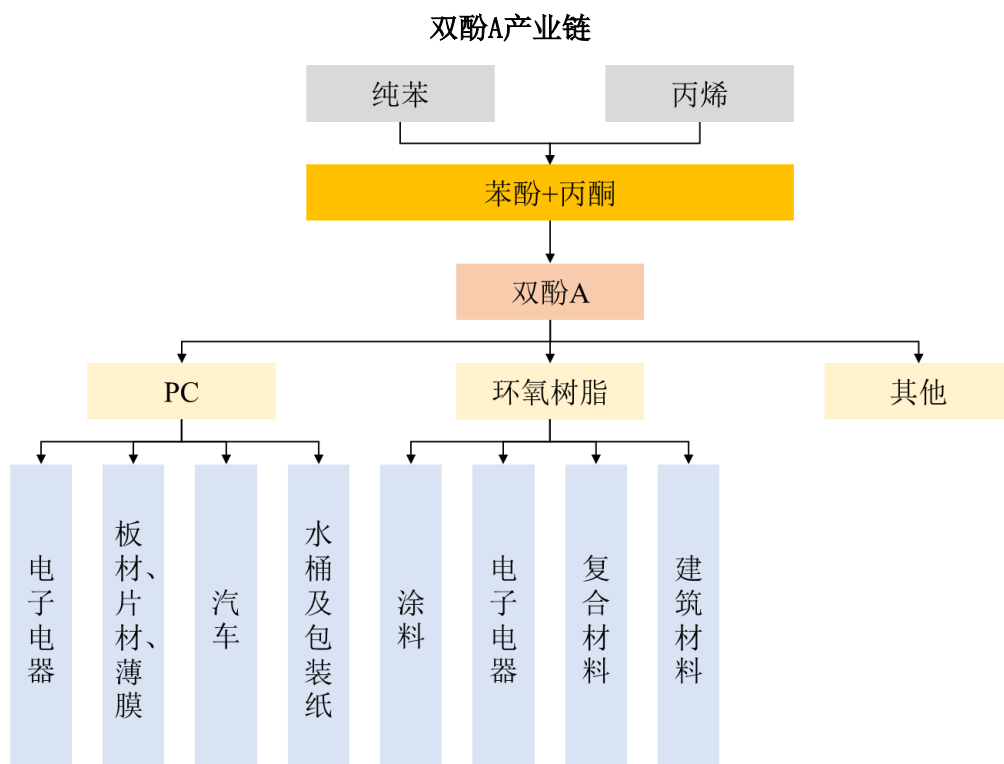 双酚A产业链
纯苯
丙烯
苯酚+丙酮
双酚A
PC
环氧树脂
其他
电子电器
板材、片材、薄膜
汽车
水桶及包装纸
涂料
电子电器
复合材料
建筑材料